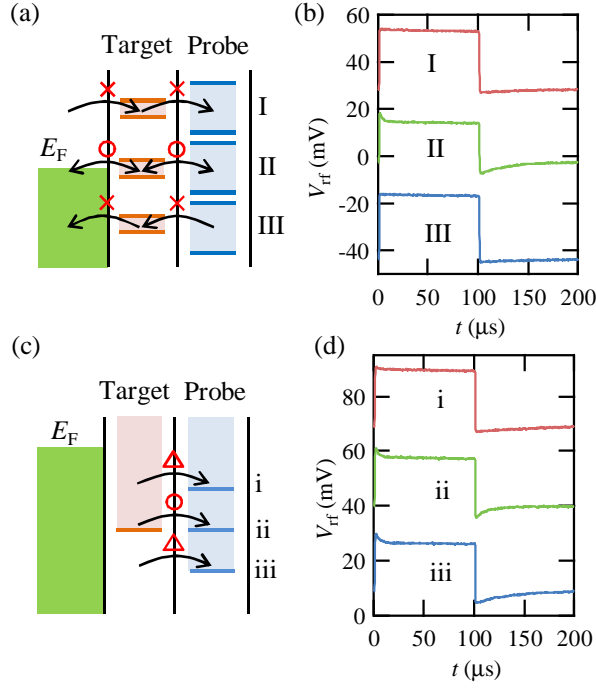 (a)
Target Probe
E_F
I
II
III
(b)
V_rf (mV)
60
40
20
0
-20
-40
I
II
III
0 50 100 150 200
t (μs)
(c)
Target Probe
E_F
i
ii
iii
(d)
V_rf (mV)
80
60
40
20
0
i
ii
iii
0 50 100 150 200
t (μs)